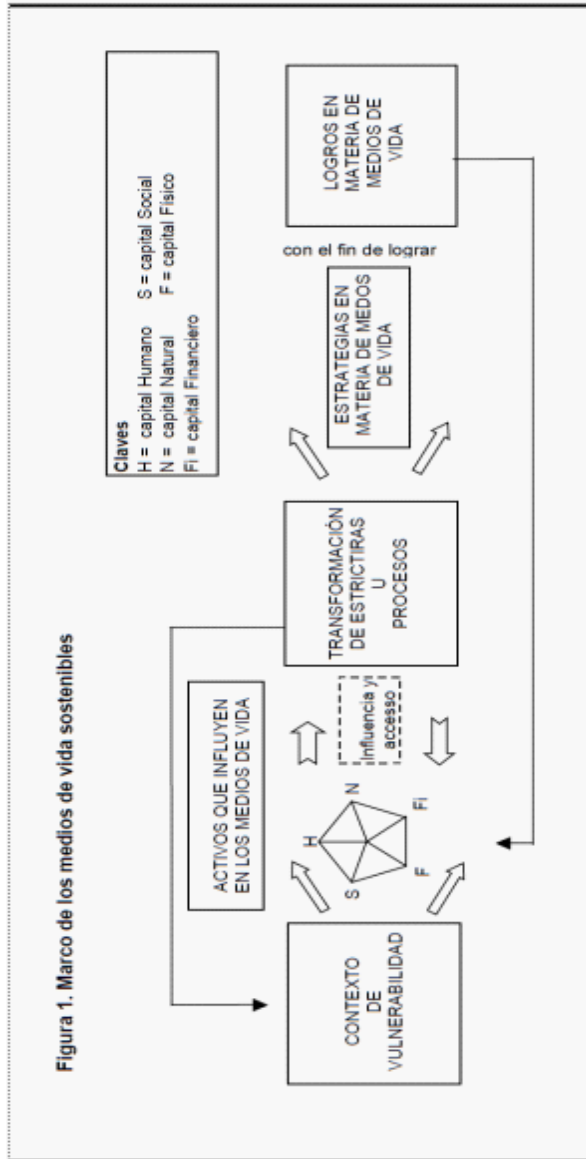 Figura 1. Marco de los medios de vida sostenibles
Claves
H = capital Humano S = capital Social
N = capital Natural F = capital Físico
Fi = capital Financiero
ACTIVOS QUE INFLUYEN
EN LOS MEDIOS DE VIDA
CONTEXTO
DE
VULNERABILIDAD
H
S
N
F
Fi
Influencia y
accesso
TRANSFORMACIÓN
DE ESTRICTIRAS
U
PROCESOS
ESTRATEGIAS EN
MATERIA DE MEDOS
DE VIDA
con el fin de lograr
LOGROS EN
MATERIA DE
MEDIOS DE
VIDA